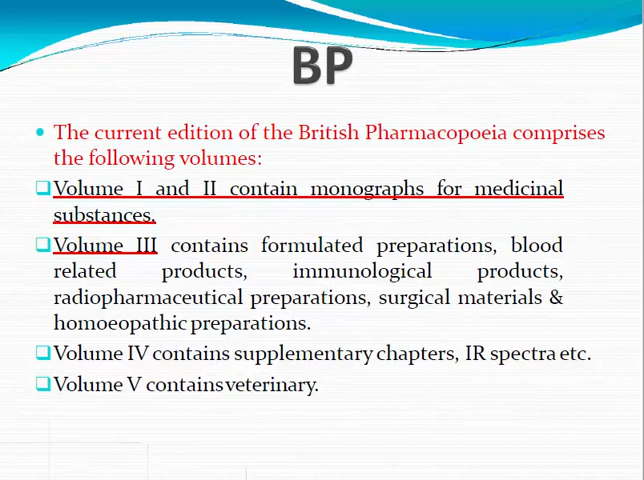 BP
The current edition of the British Pharmacopoeia comprises
the following volumes:
Volume I and II contain monographs for medicinal
substances.
Volume III contains formulated preparations, blood
related products, immunological products,
radiopharmaceutical preparations, surgical materials &
homoeopathic preparations.
Volume IV contains supplementary chapters, IR spectra etc.
Volume V contains veterinary.